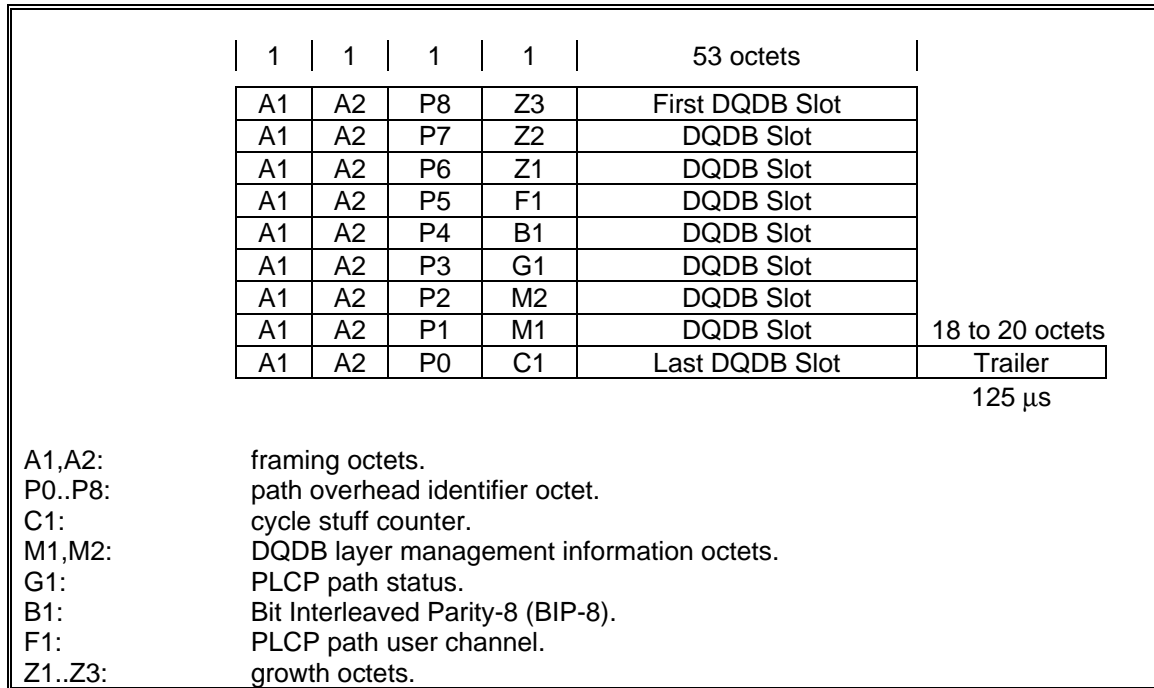 1 1 1 1 53 octets
A1 A2 P8 Z3 First DQDB Slot
A1 A2 P7 Z2 DQDB Slot
A1 A2 P6 Z1 DQDB Slot
A1 A2 P5 F1 DQDB Slot
A1 A2 P4 B1 DQDB Slot
A1 A2 P3 G1 DQDB Slot
A1 A2 P2 M2 DQDB Slot
A1 A2 P1 M1 DQDB Slot 18 to 20 octets
A1 A2 P0 C1 Last DQDB Slot Trailer
125 μs
A1,A2: framing octets.
P0..P8: path overhead identifier octet.
C1: cycle stuff counter.
M1,M2: DQDB layer management information octets.
G1: PLCP path status.
B1: Bit Interleaved Parity-8 (BIP-8).
F1: PLCP path user channel.
Z1..Z3: growth octets.